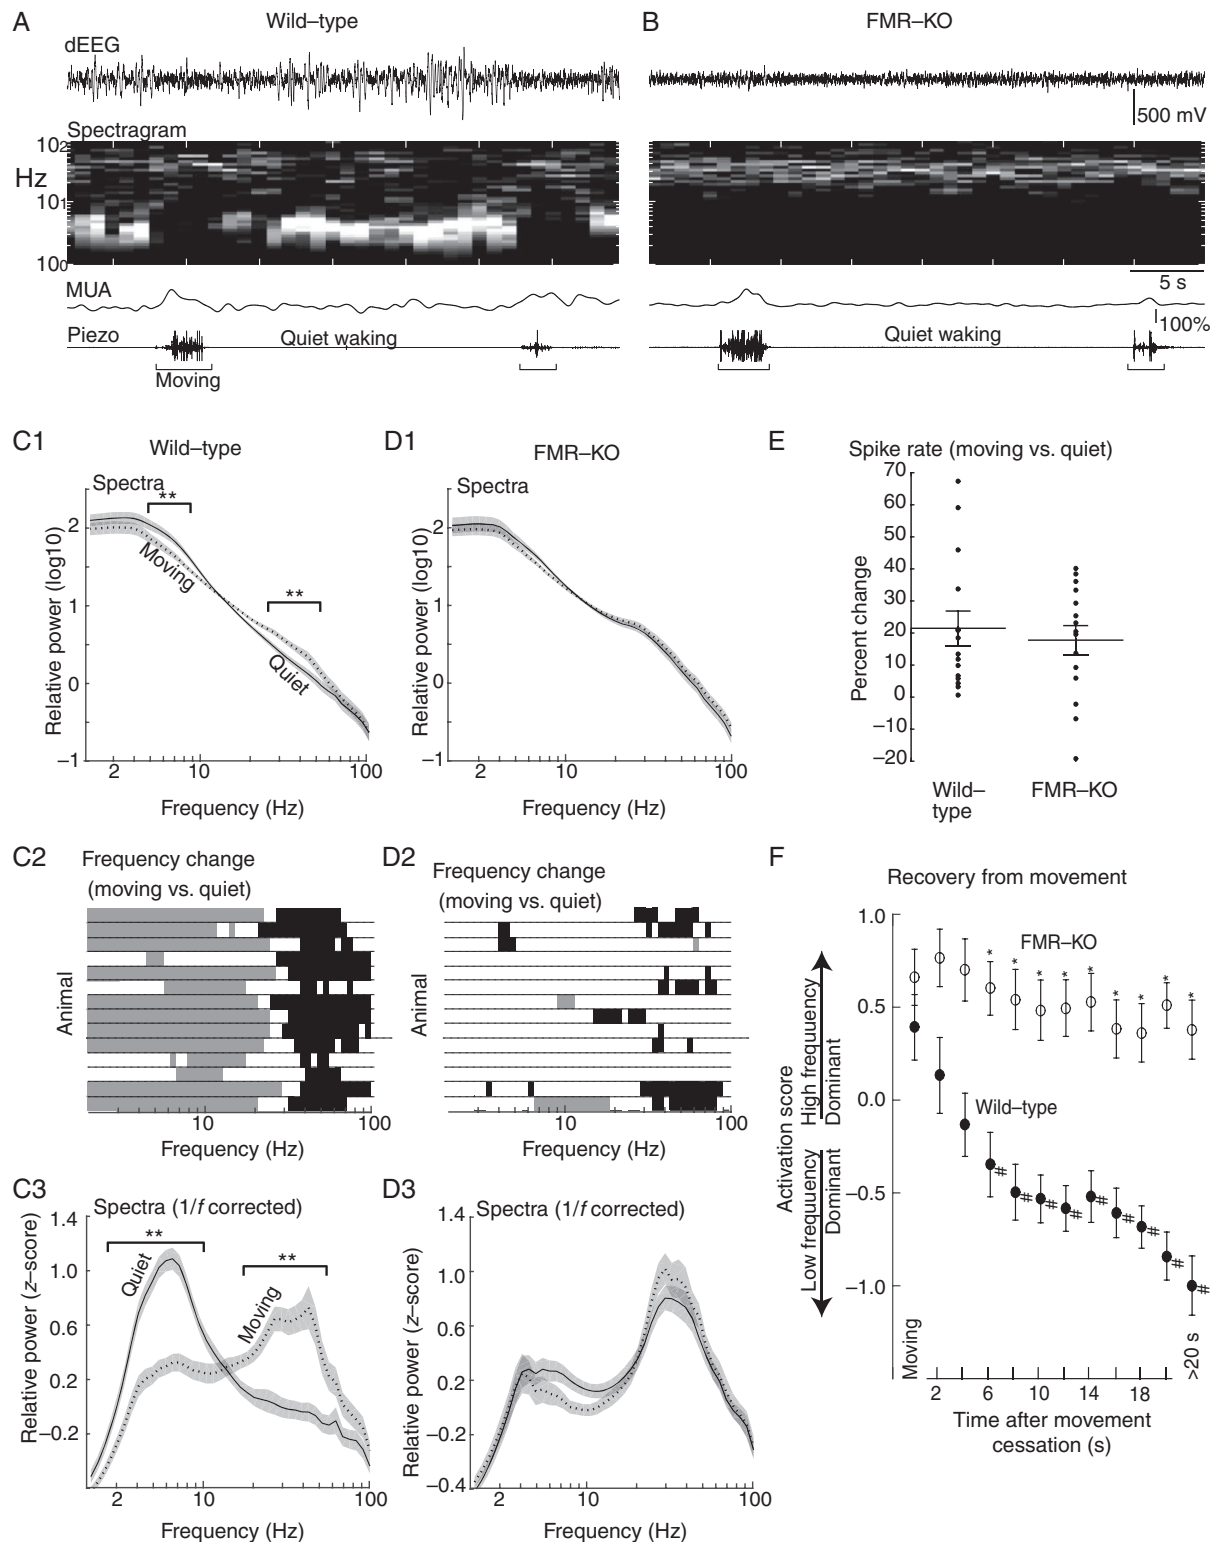 A
Wild–type
dEEG
B
FMR–KO
500 mV
Spectragram
10²
Hz
10¹
10⁰
5 s
MUA
100%
Piezo
Quiet waking
Moving
Quiet waking
C1
Wild–type
Spectra
**
**
Moving
Quiet
Relative power (log10)
2
1
0
–1
2
10
100
Frequency (Hz)
D1
FMR–KO
Spectra
Relative power (log10)
2
1
0
–1
2
10
100
Frequency (Hz)
E
Spike rate (moving vs. quiet)
Percent change
70
60
50
40
30
20
10
0
–10
–20
Wild–
type
FMR–KO
C2
Frequency change
(moving vs. quiet)
Animal
10
100
Frequency (Hz)
D2
Frequency change
(moving vs. quiet)
Animal
10
100
Frequency (Hz)
C3
Spectra (1/f corrected)
**
**
Quiet
Moving
Relative power (z–score)
1.4
1.0
0.6
0.2
–0.2
2
10
100
Frequency (Hz)
D3
Spectra (1/f corrected)
Relative power (z–score)
1.4
1.0
0.6
0.2
–0.2
–0.4
2
10
100
Frequency (Hz)
F
Recovery from movement
FMR–KO
* * * * * * * * *
Wild–type
# # # # # # # # #
Activation score
High frequuency
Dominant
Low frequuency
Dominant
1.0
0.5
0.0
–0.5
–1.0
Moving
2
6
10
14
18
>20 s
Time after movement
cessation (s)